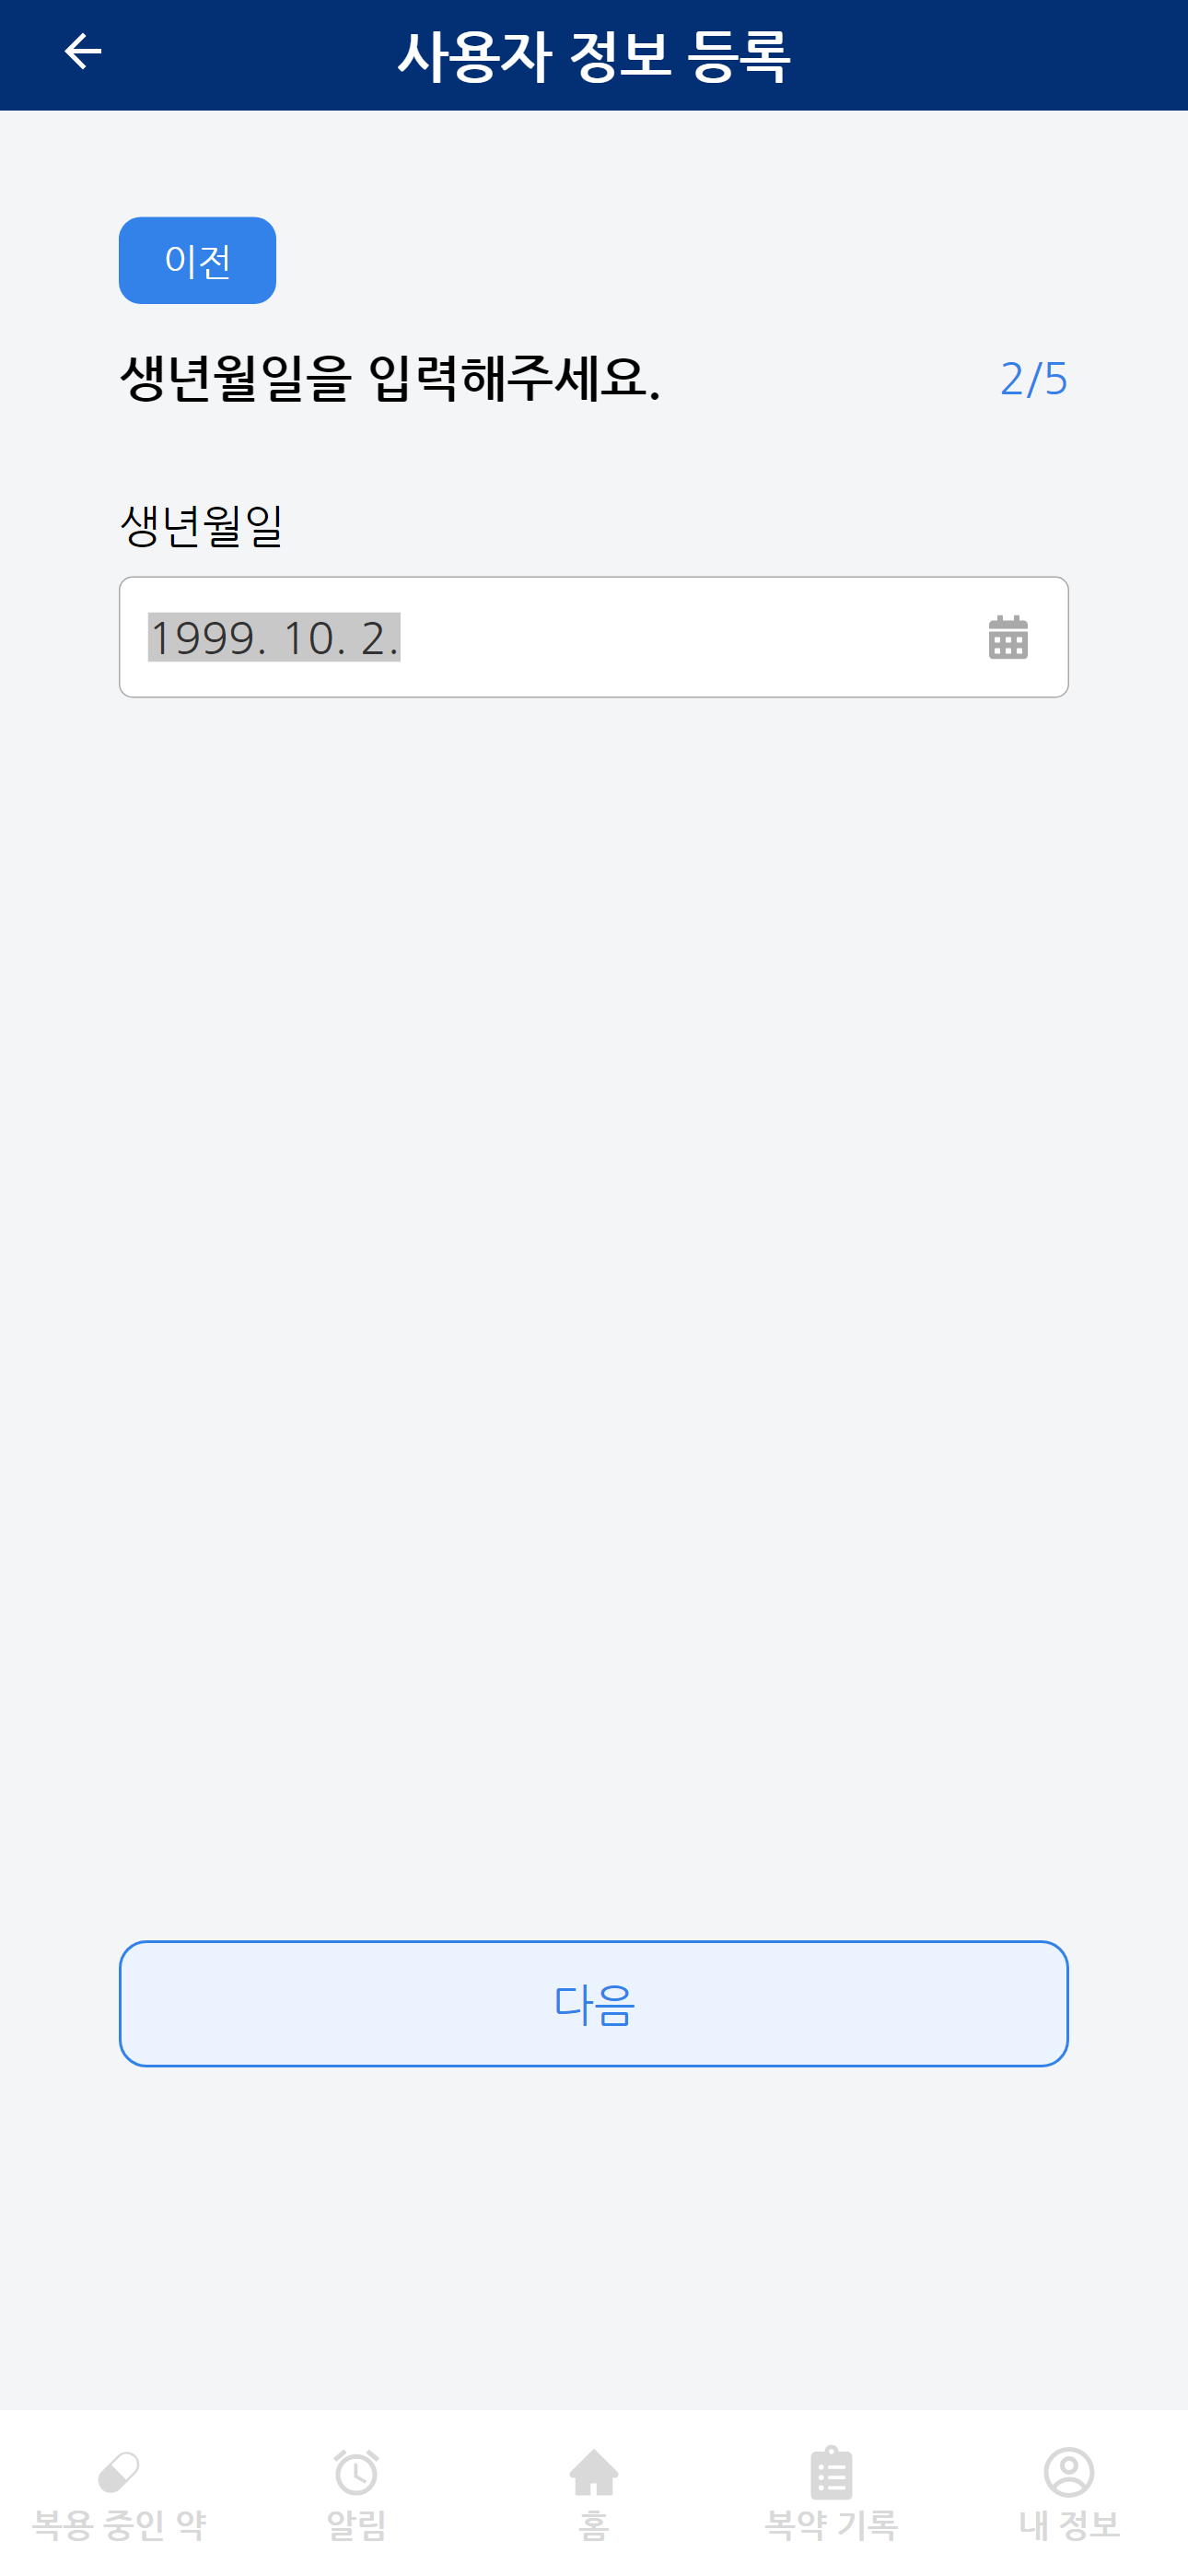 사용자 정보 등록
이전
생년월일을 입력해주세요.
2/5
생년월일
1999. 10. 2.
다음
복용 중인 약
알림
홈
복약 기록
내 정보